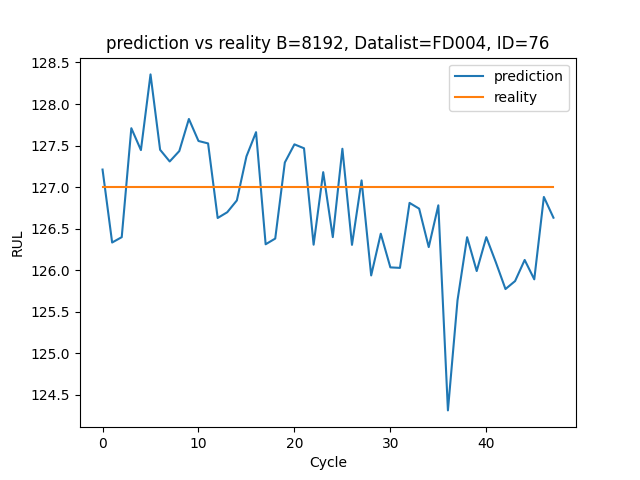 prediction vs reality B=8192, Datalist=FD004, ID=76
128.5
128.0
127.5
127.0
126.5
126.0
125.5
125.0
124.5
RUL
prediction
reality
0
10
20
30
40
Cycle